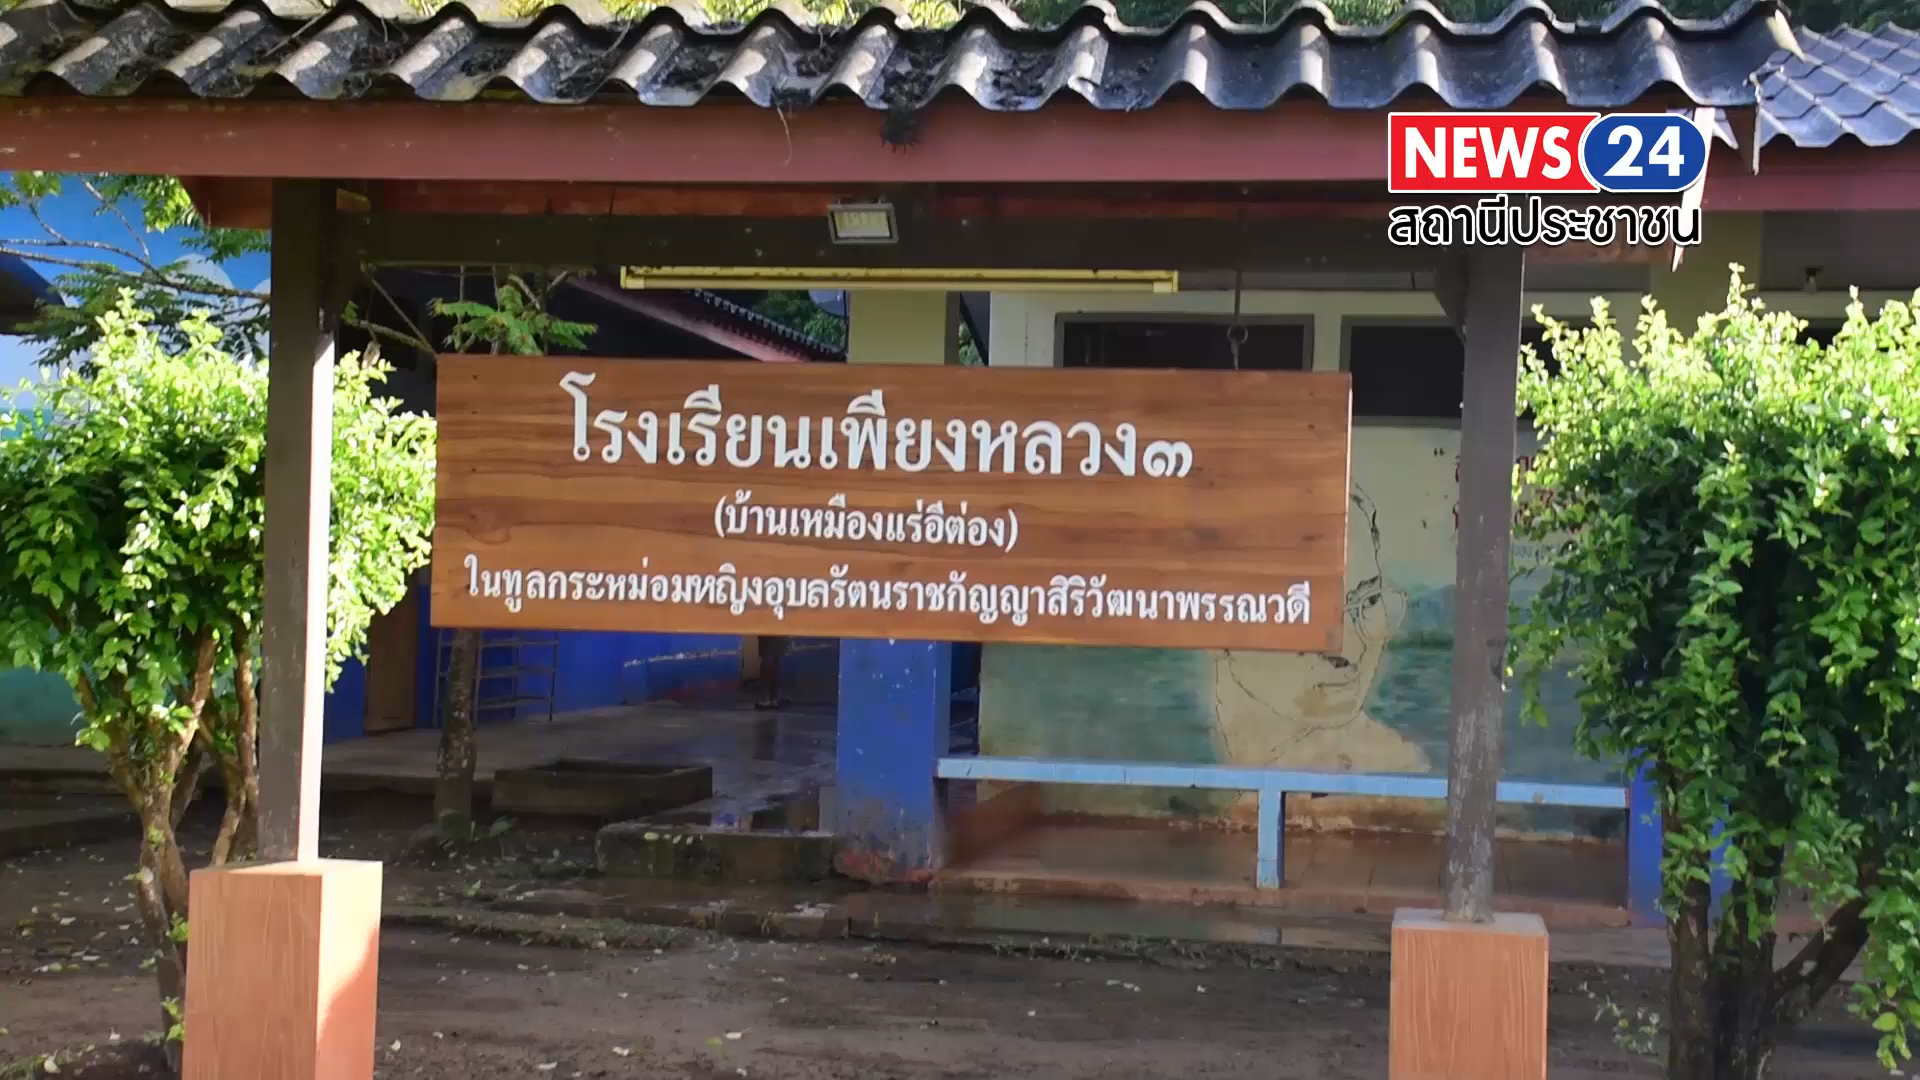 NEWS 24
สถานีประชาชน
โรงเรียนเพียงหลวง๓
(บ้านเหมืองแร่อีต่อง)
ในทูลกระหม่อมหญิงอุบลรัตนราชกัญญาสิริวัฒนาพรรณวดี